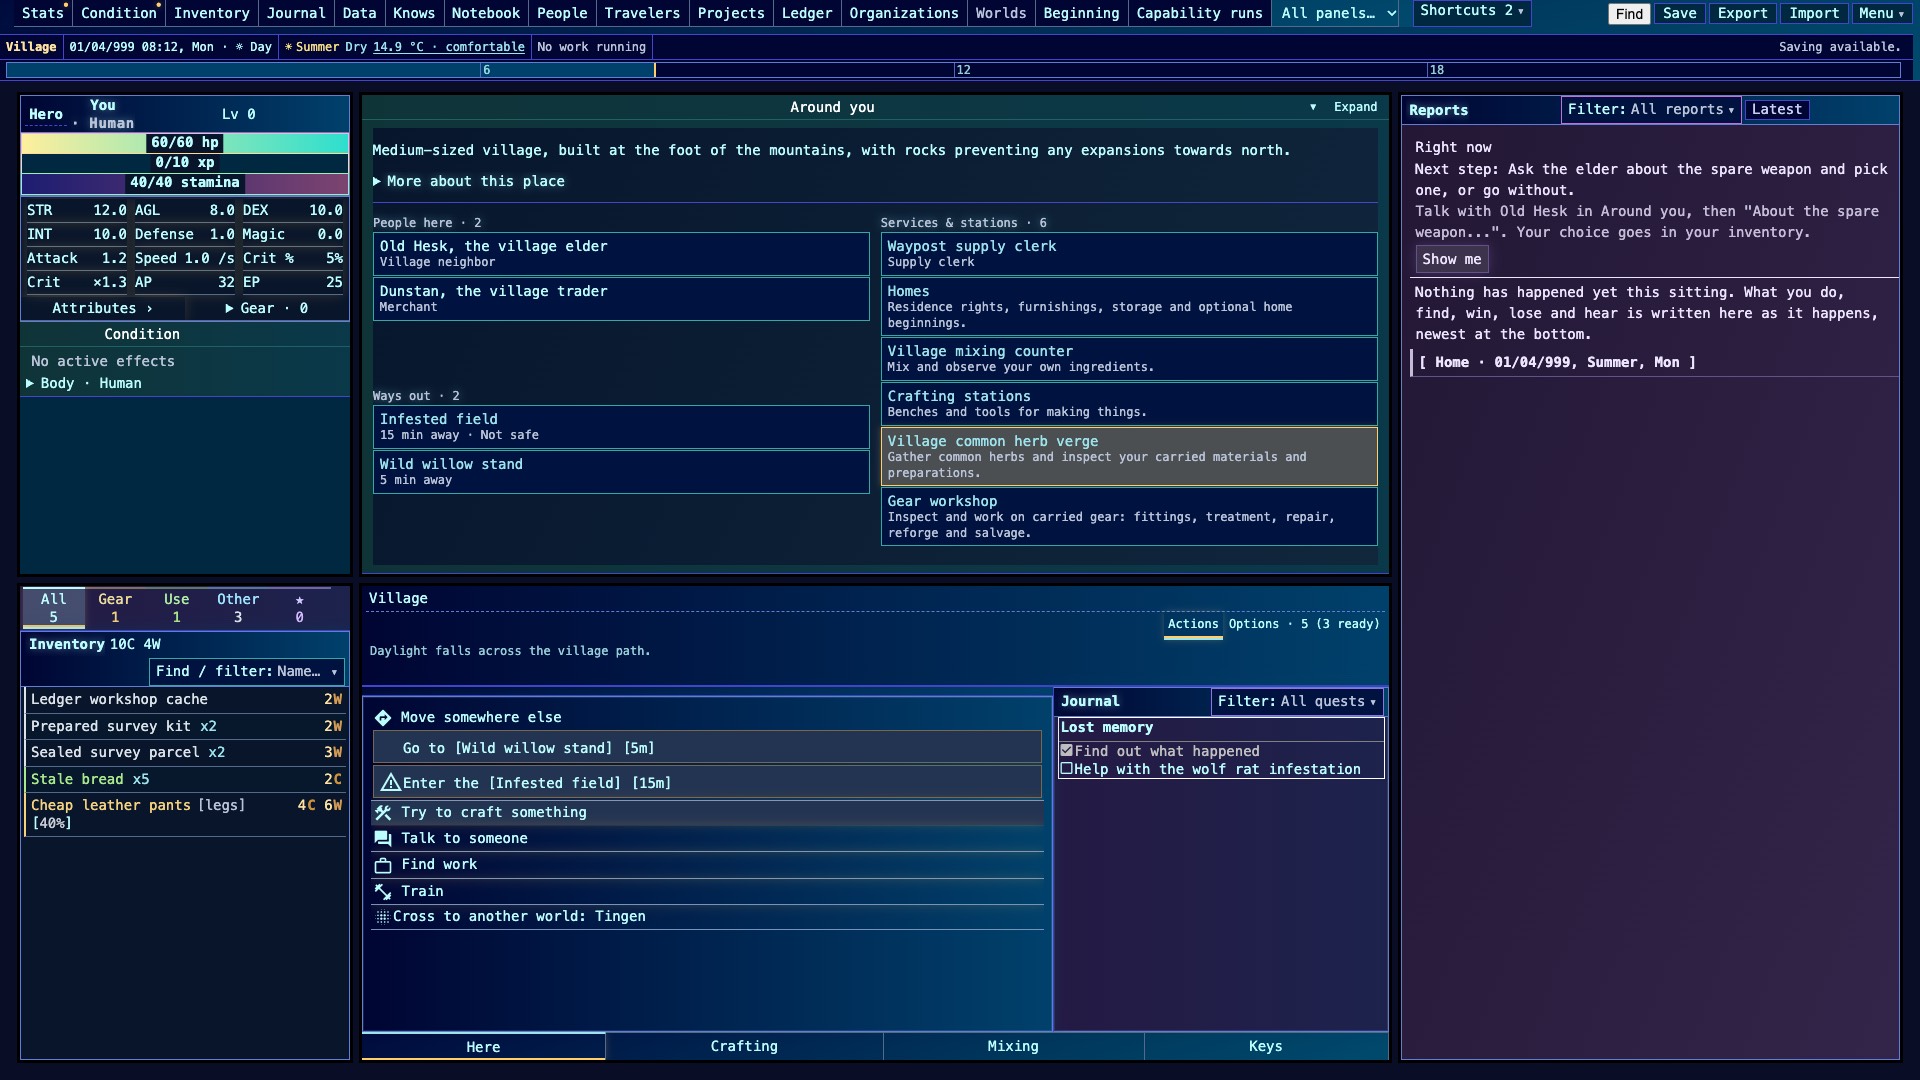 Stats Condition Inventory Journal Data Knows Notebook People Travelers Projects Ledger Organizations Worlds Beginning Capability runs All panels… Shortcuts 2 ▾ Find Save Export Import Menu ▾
Village 01/04/999 08:12, Mon · ☀ Day ☀ Summer Dry 14.9 °C · comfortable No work running Saving available.
6 12 18
Hero · You Human Lv 0
60/60 hp
0/10 xp
40/40 stamina
STR 12.0 AGL 8.0 DEX 10.0
INT 10.0 Defense 1.0 Magic 0.0
Attack 1.2 Speed 1.0 /s Crit % 5%
Crit ×1.3 AP 32 EP 25
Attributes › ▶ Gear · 0
Condition
No active effects
▶ Body · Human
Around you ▼ Expand
Medium-sized village, built at the foot of the mountains, with rocks preventing any expansions towards north.
▶ More about this place
People here · 2
Old Hesk, the village elder
Village neighbor
Dunstan, the village trader
Merchant
Ways out · 2
Infested field
15 min away · Not safe
Wild willow stand
5 min away
Services & stations · 6
Waypost supply clerk
Supply clerk
Homes
Residence rights, furnishings, storage and optional home
beginnings.
Village mixing counter
Mix and observe your own ingredients.
Crafting stations
Benches and tools for making things.
Village common herb verge
Gather common herbs and inspect your carried materials and
preparations.
Gear workshop
Inspect and work on carried gear: fittings, treatment, repair,
reforge and salvage.
Reports Filter: All reports ▾ Latest
Right now
Next step: Ask the elder about the spare weapon and pick
one, or go without.
Talk with Old Hesk in Around you, then "About the spare
weapon...". Your choice goes in your inventory.
Show me
Nothing has happened yet this sitting. What you do,
find, win, lose and hear is written here as it happens,
newest at the bottom.
[ Home · 01/04/999, Summer, Mon ]
All Gear Use Other ★
5 1 1 3 0
Inventory 10C 4W
Find / filter: Name… ▾
Ledger workshop cache 2W
Prepared survey kit x2 2W
Sealed survey parcel x2 3W
Stale bread x5 2C
Cheap leather pants [legs] 4C 6W
[40%]
Village
Actions Options · 5 (3 ready)
Daylight falls across the village path.
Move somewhere else
Go to [Wild willow stand] [5m]
Enter the [Infested field] [15m]
Try to craft something
Talk to someone
Find work
Train
Cross to another world: Tingen
Journal Filter: All quests ▾
Lost memory
Find out what happened
Help with the wolf rat infestation
Here Crafting Mixing Keys